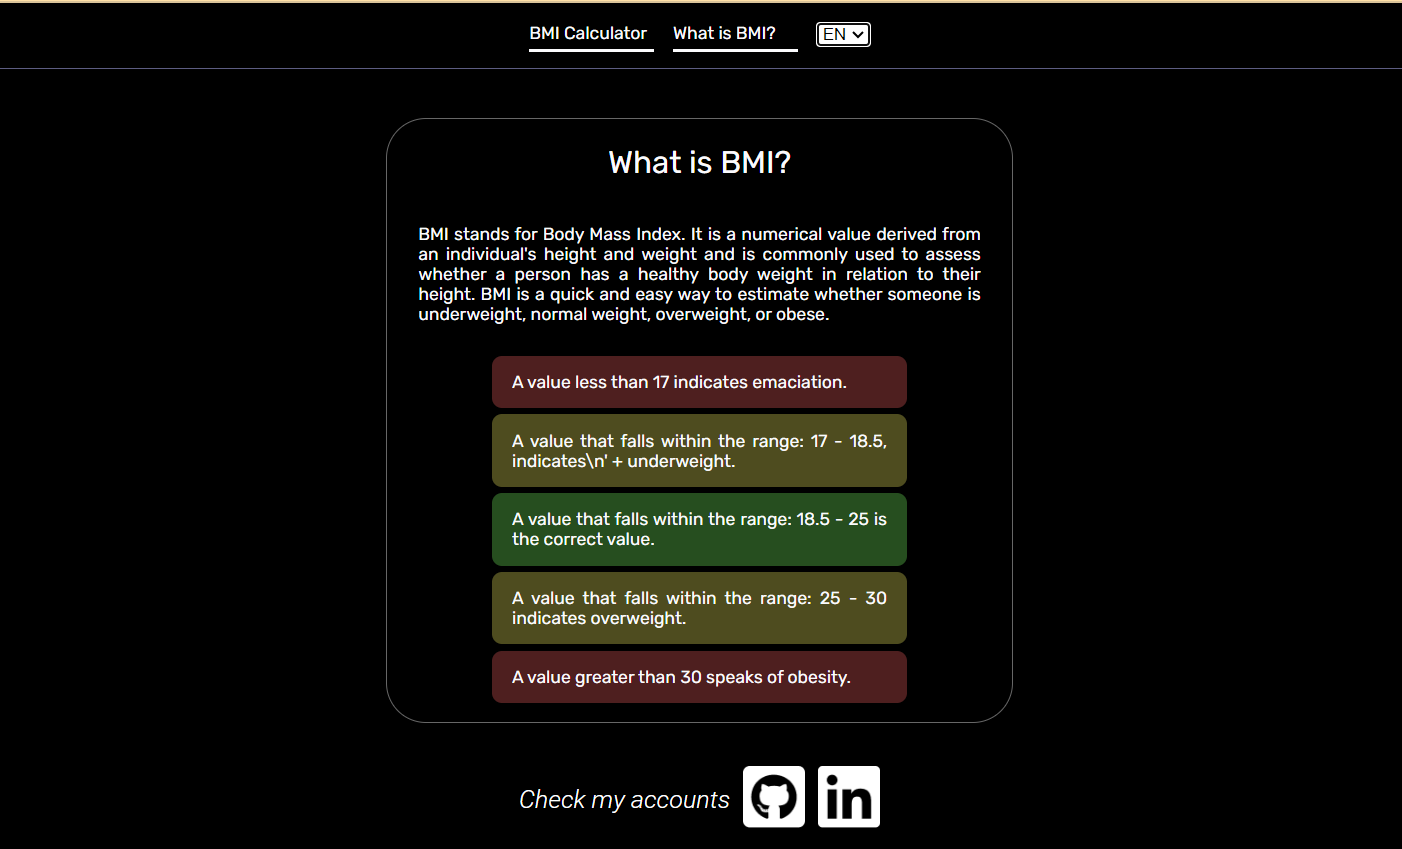 BMI Calculator What is BMI? EN
What is BMI?
BMI stands for Body Mass Index. It is a numerical value derived from
an individual's height and weight and is commonly used to assess
whether a person has a healthy body weight in relation to their
height. BMI is a quick and easy way to estimate whether someone is
underweight, normal weight, overweight, or obese.
A value less than 17 indicates emaciation.
A value that falls within the range: 17 - 18.5,
indicates\n' + underweight.
A value that falls within the range: 18.5 - 25 is
the correct value.
A value that falls within the range: 25 - 30
indicates overweight.
A value greater than 30 speaks of obesity.
Check my accounts in